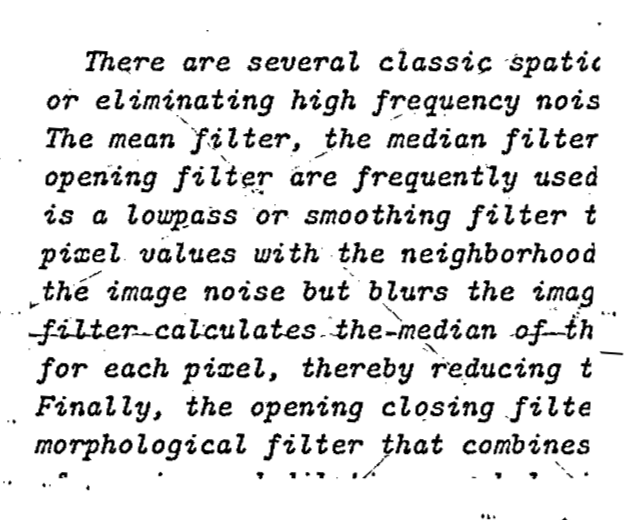 There are several classic spatic
or eliminating high frequency nois
The mean filter, the median filter
opening filter are frequently used
is a lowpass or smoothing filter t
pixel values with the neighborhood
the image noise but blurs the imag
filter calculates the median of th
for each pixel, thereby reducing t
Finally, the opening closing filte
morphological filter that combines